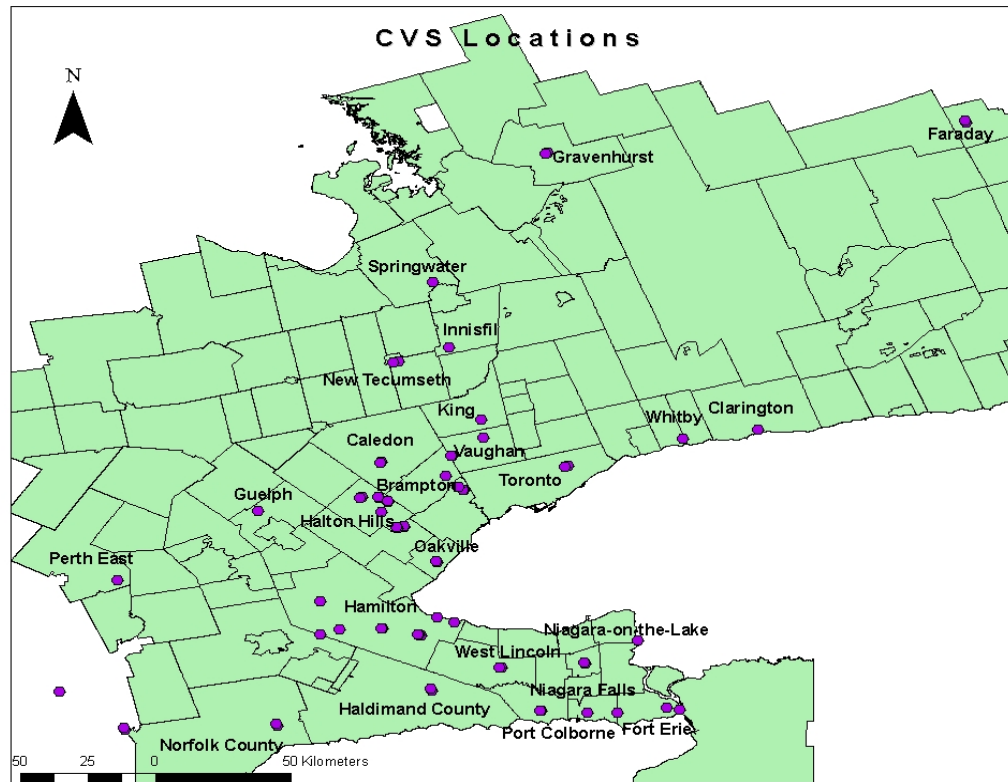 CVS Locations
N
Faraday
Gravenhurst
Springwater
Innisfil
New Tecumseth
King
Whitby
Clarington
Caledon
Vaughan
Toronto
Brampton
Guelph
Halton Hills
Oakville
Perth East
Hamilton
Niagara-on-the-Lake
West Lincoln
Niagara Falls
Haldimand County
Port Colborne
Fort Erie
Norfolk County
50 25 0 50 Kilometers